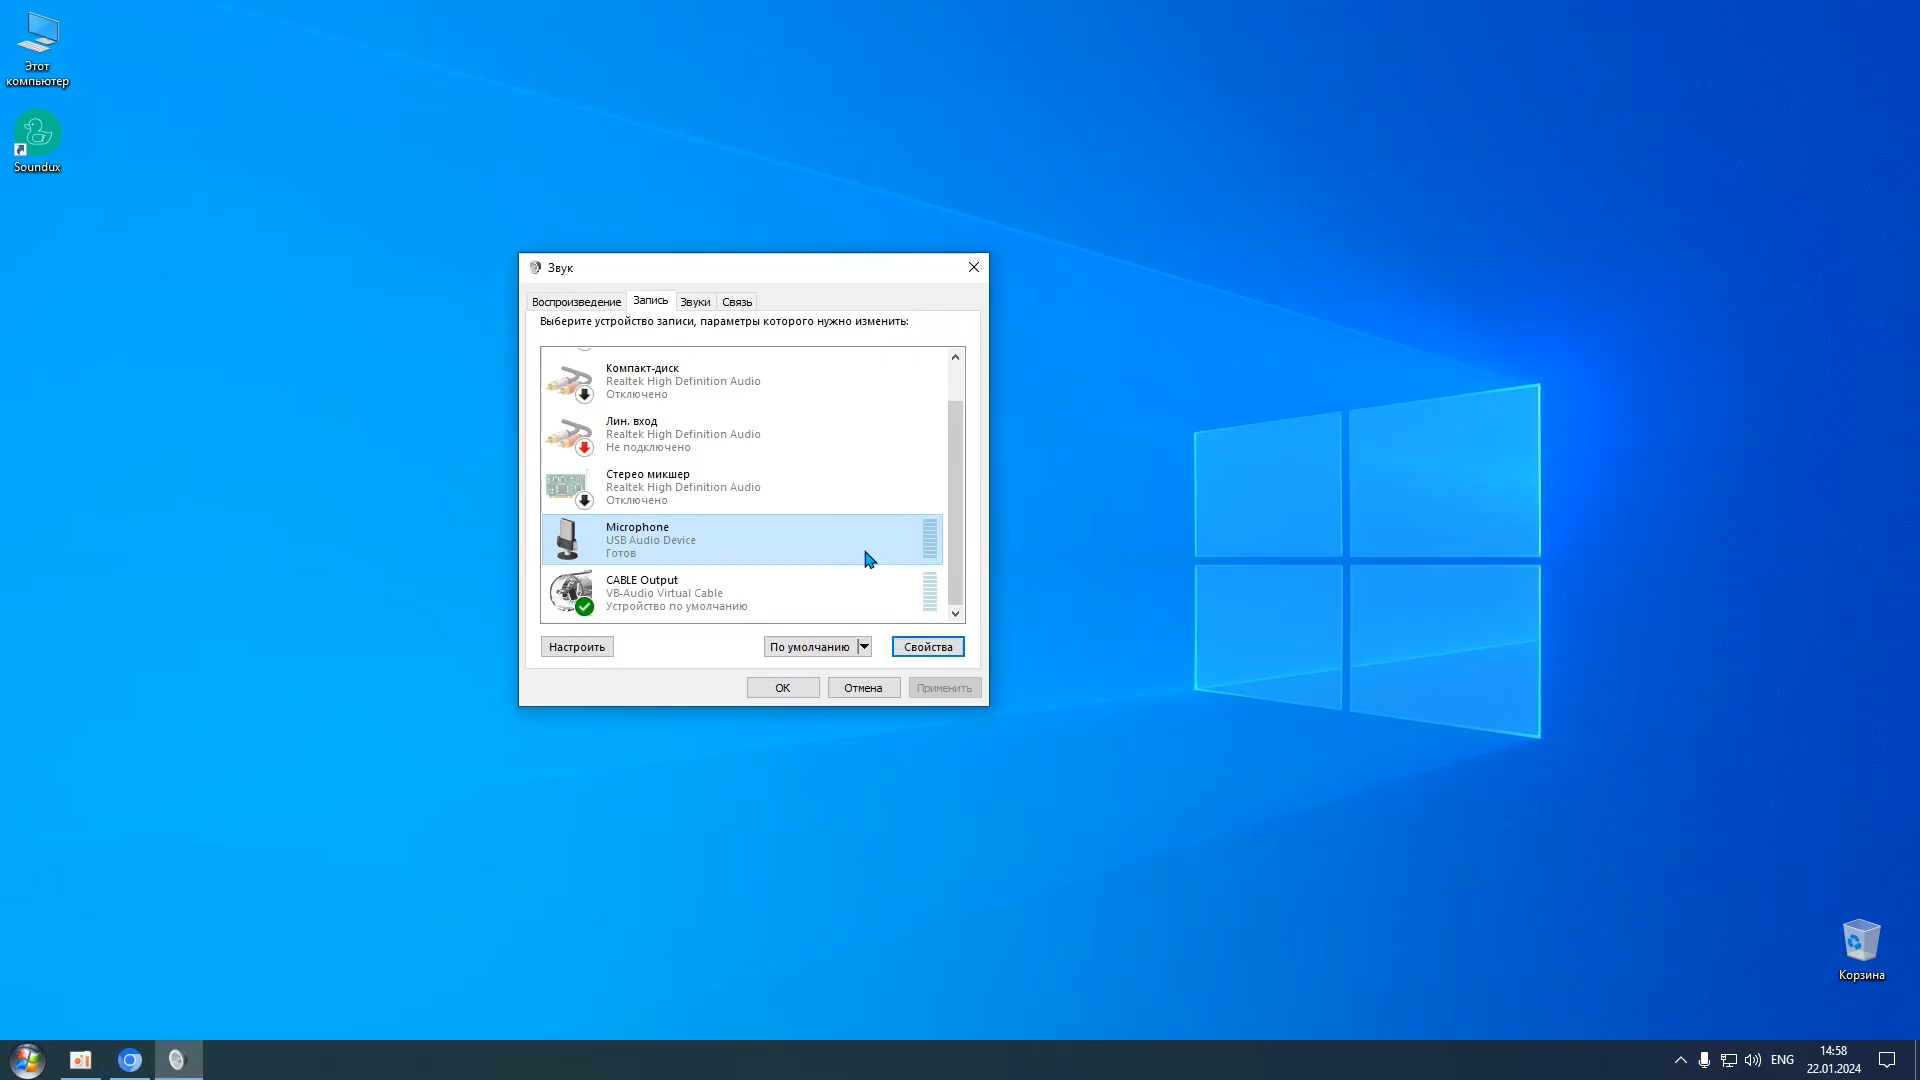 Этот
компьютер
Soundux
Звук
Воспроизведение
Запись
Звуки
Связь
Выберите устройство записи, параметры которого нужно изменить:
Компакт-диск
Realtek High Definition Audio
Отключено
Лин. вход
Realtek High Definition Audio
Не подключено
Стерео микшер
Realtek High Definition Audio
Отключено
Microphone
USB Audio Device
Готов
CABLE Output
VB-Audio Virtual Cable
Устройство по умолчанию
Настроить
По умолчанию
Свойства
ОК
Отмена
Применить
Корзина
ENG
14:58
22.01.2024